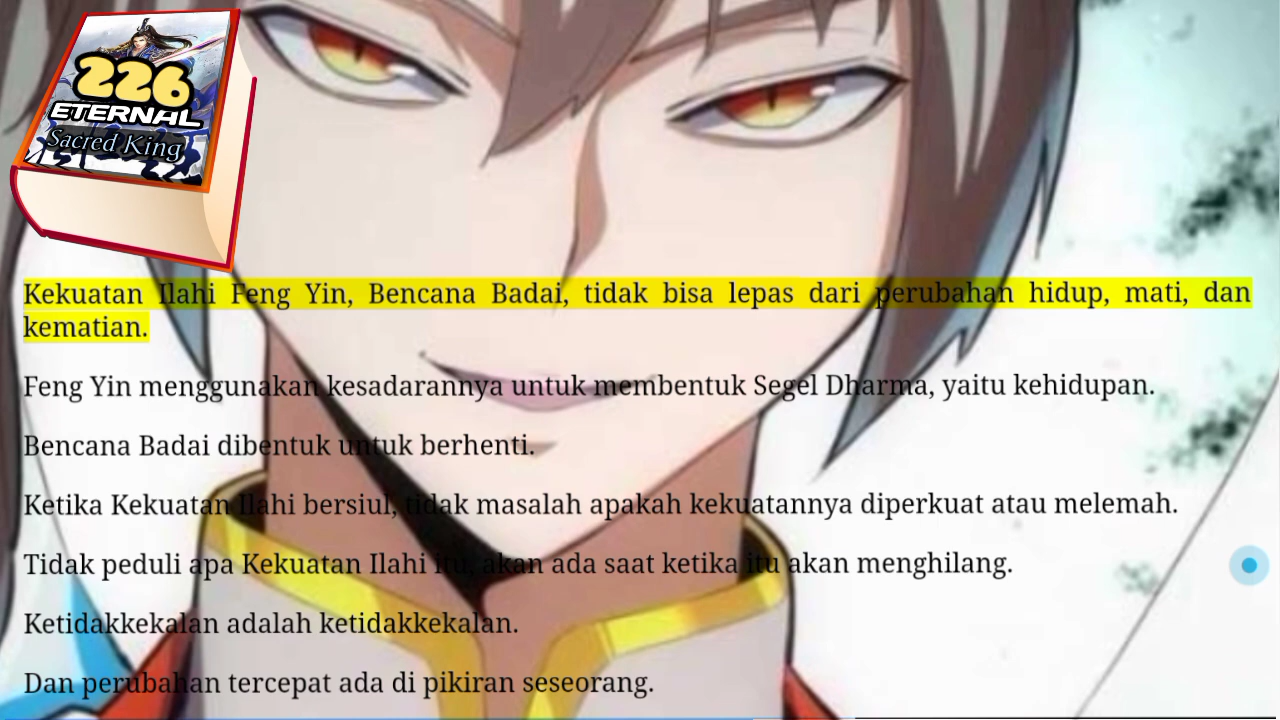 226
ETERNAL
Sacred King
Kekuatan Ilahi Feng Yin, Bencana Badai, tidak bisa lepas dari perubahan hidup, mati, dan
kematian.
Feng Yin menggunakan kesadarannya untuk membentuk Segel Dharma, yaitu kehidupan.
Bencana Badai dibentuk untuk berhenti.
Ketika Kekuatan Ilahi bersiul, tidak masalah apakah kekuatannya diperkuat atau melemah.
Tidak peduli apa Kekuatan Ilahi itu, akan ada saat ketika itu akan menghilang.
Ketidakkekalan adalah ketidakkekalan.
Dan perubahan tercepat ada di pikiran seseorang.